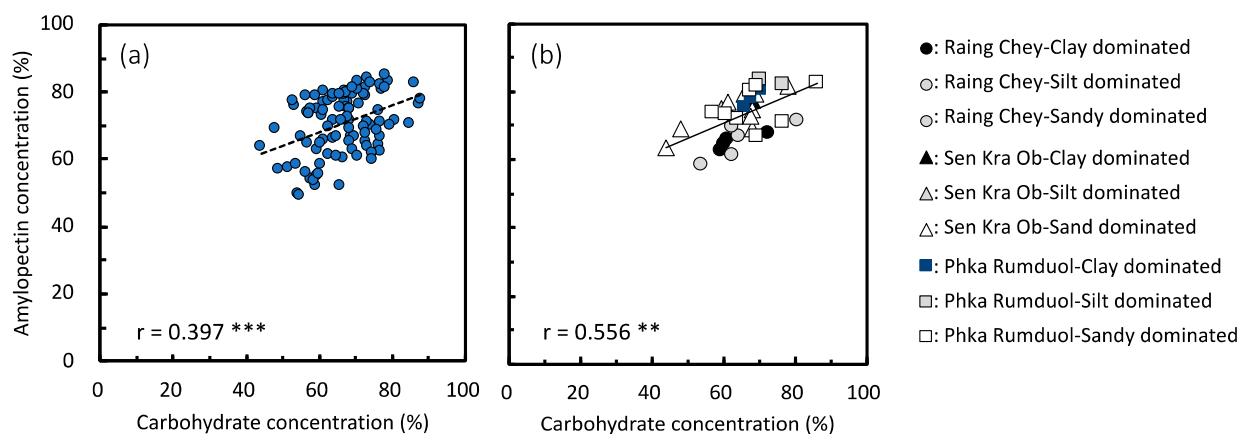 Amylopectin concentration (%)
100
80
60
40
20
0
(a)
r = 0.397 ***
0 20 40 60 80 100
Carbohydrate concentration (%)
(b)
r = 0.556 **
0 20 40 60 80 100
Carbohydrate concentration (%)
: Raing Chey-Clay dominated
: Raing Chey-Silt dominated
: Raing Chey-Sandy dominated
: Sen Kra Ob-Clay dominated
: Sen Kra Ob-Silt dominated
: Sen Kra Ob-Sand dominated
: Phka Rumduol-Clay dominated
: Phka Rumduol-Silt dominated
: Phka Rumduol-Sandy dominated